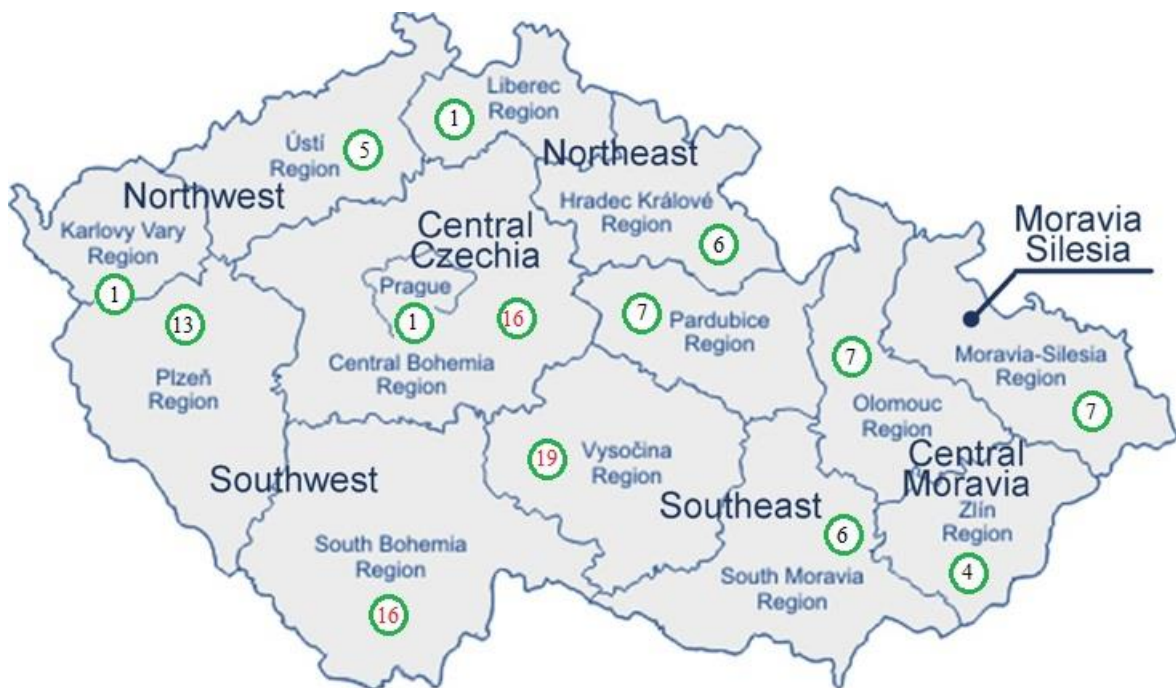 Liberec
Region
1
Ústí
Region
5
Northeast
Northwest
Hradec Králové
Region
6
Karlovy Vary
Region
1
Central
Czechia
Moravia
Silesia
Prague
1
16
13
7
Pardubice
Region
Plzeň
Region
Central Bohemia
Region
7
Moravia-Silesia
Region
7
Olomouc
Region
19
Vysočina
Region
Central
Moravia
Southwest
Southeast
Zlín
Region
4
6
South Bohemia
Region
16
South Moravia
Region